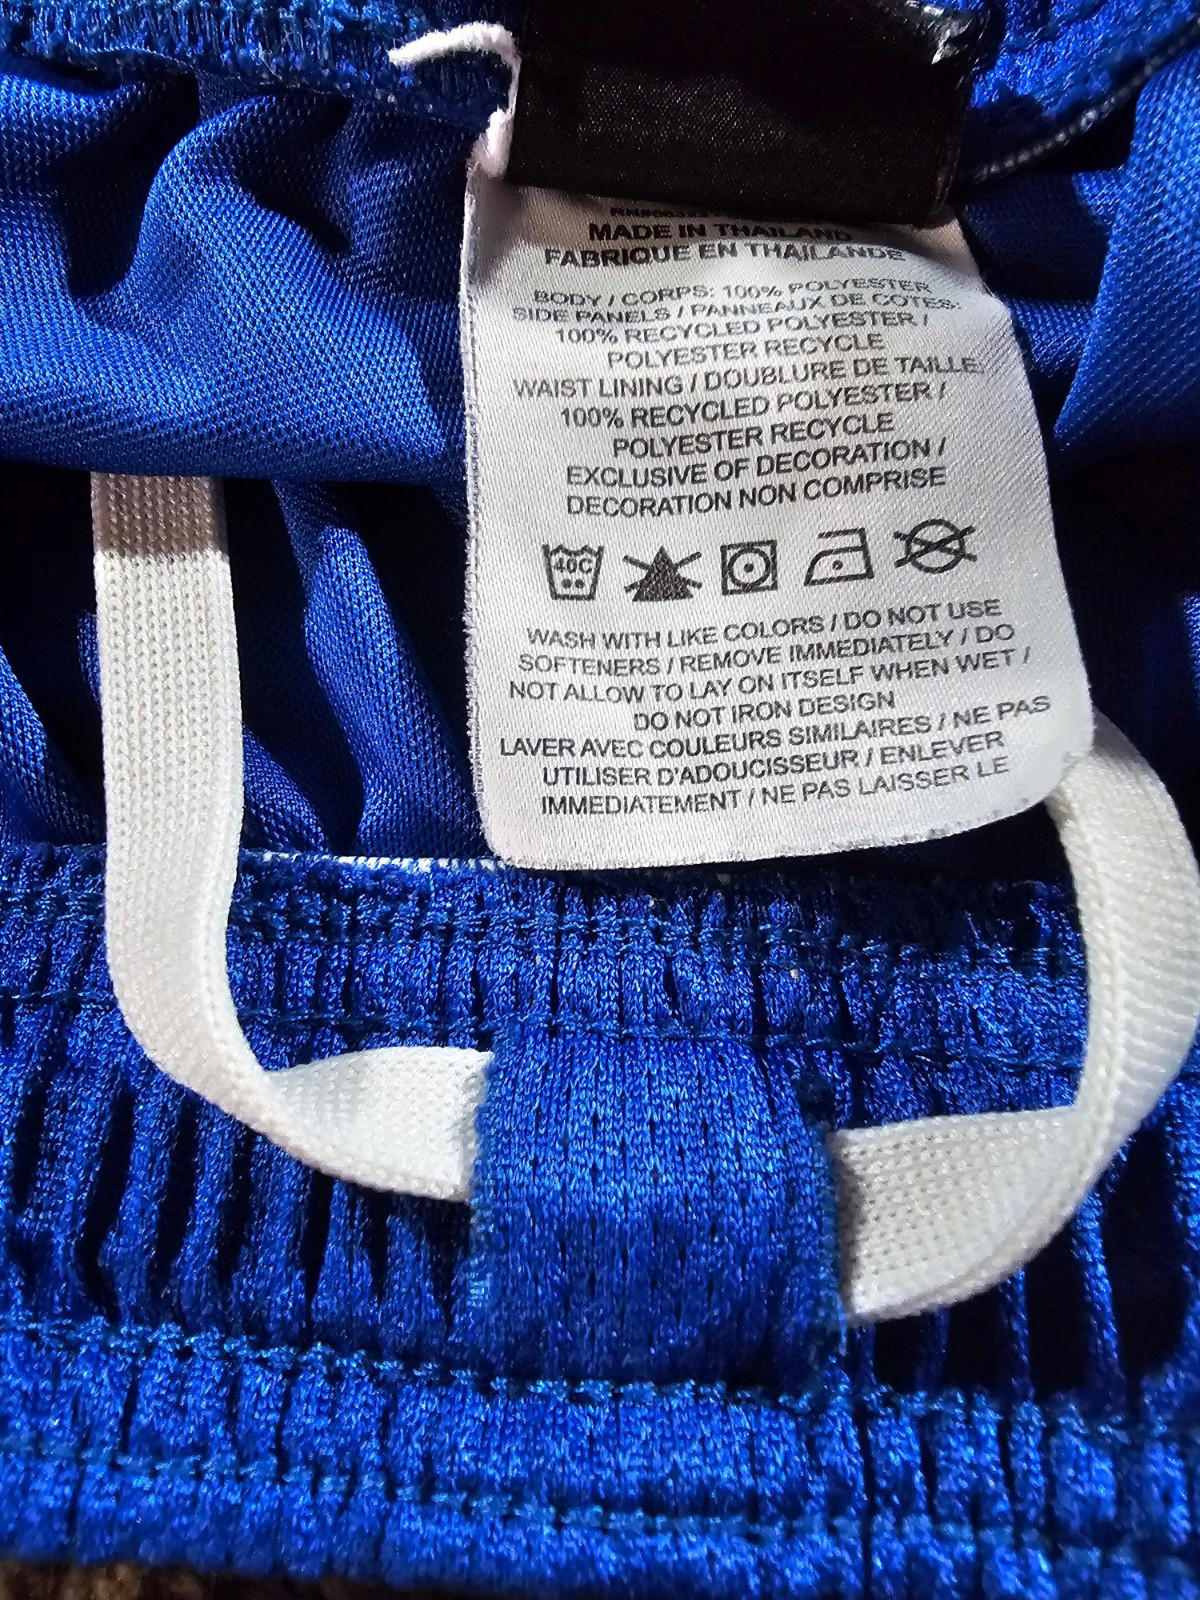 MADE IN THAILAND
FABRIQUE EN THAILANDE
BODY / CORPS: 100% POLYESTER
SIDE PANELS / PANNEAUX DE COTES:
100% RECYCLED POLYESTER /
POLYESTER RECYCLE
WAIST LINING / DOUBLURE DE TAILLE:
100% RECYCLED POLYESTER /
POLYESTER RECYCLE
EXCLUSIVE OF DECORATION /
DECORATION NON COMPRISE
40C
WASH WITH LIKE COLORS / DO NOT USE
SOFTENERS / REMOVE IMMEDIATELY / DO
NOT ALLOW TO LAY ON ITSELF WHEN WET /
DO NOT IRON DESIGN
LAVER AVEC COULEURS SIMILAIRES / NE PAS
UTILISER D'ADOUCISSEUR / ENLEVER
IMMEDIATEMENT / NE PAS LAISSER LE